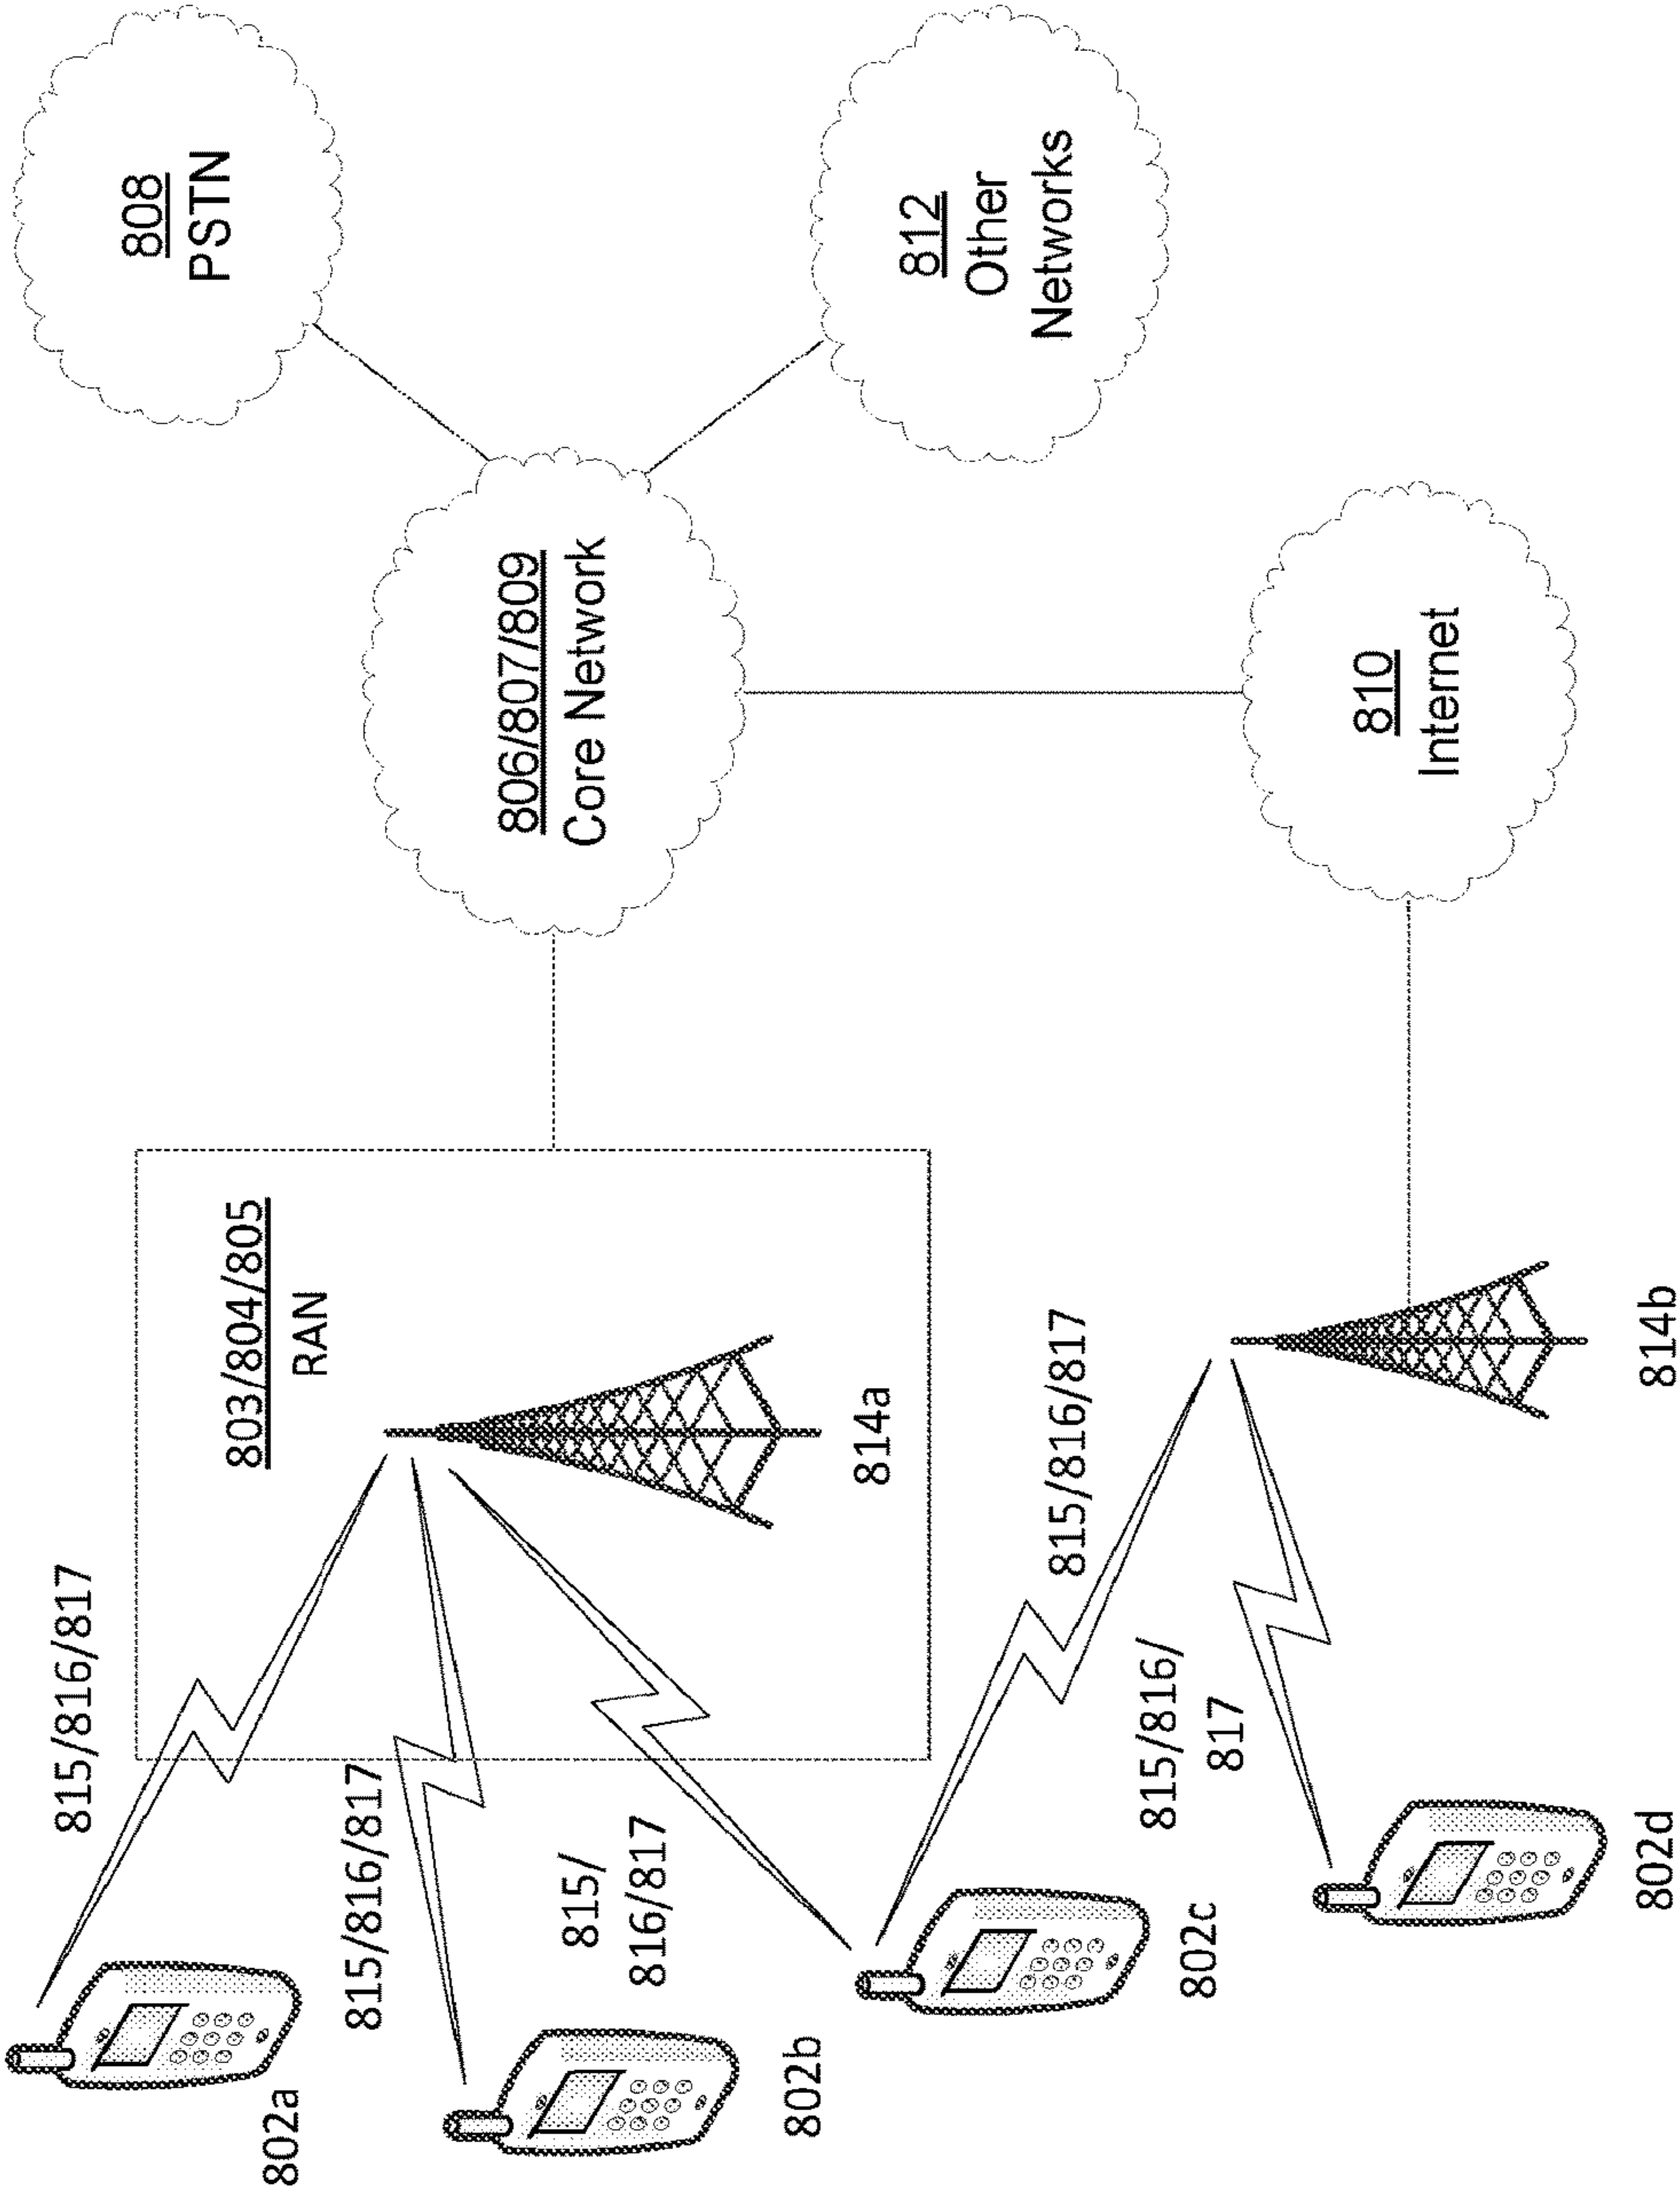 802a
815/816/817
803/804/805
RAN
815/816/817
802b
815/
816/817
814a
802c
815/816/817
815/816/
817
802d
814b
806/807/809
Core Network
808
PSTN
812
Other
Networks
810
Internet